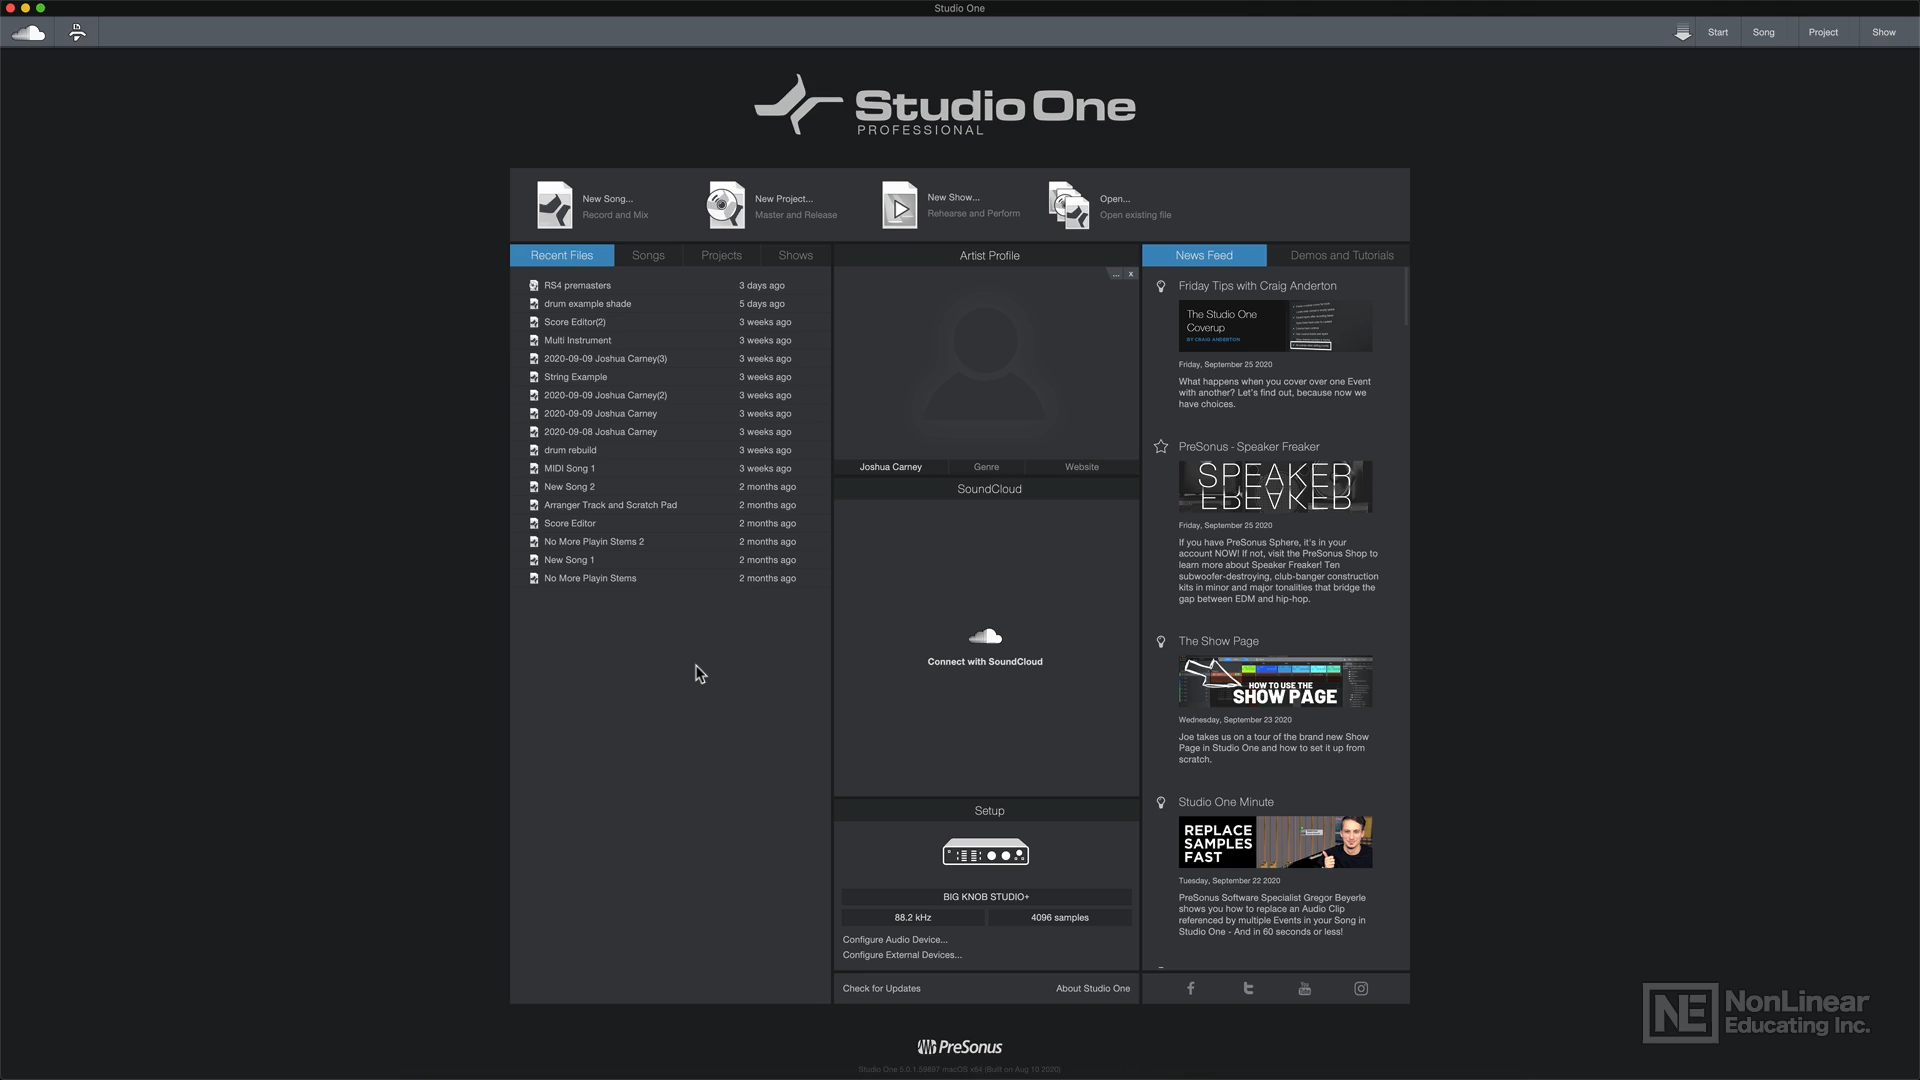 Studio One
Start
Song
Project
Show
Studio One
PROFESSIONAL
New Song...
Record and Mix
New Project...
Master and Release
New Show...
Rehearse and Perform
Open...
Open existing file
Recent Files
Songs
Projects
Shows
RS4 premasters 3 days ago
drum example shade 5 days ago
Score Editor(2) 3 weeks ago
Multi Instrument 3 weeks ago
2020-09-09 Joshua Carney(3) 3 weeks ago
String Example 3 weeks ago
2020-09-09 Joshua Carney(2) 3 weeks ago
2020-09-09 Joshua Carney 3 weeks ago
2020-09-08 Joshua Carney 3 weeks ago
drum rebuild 3 weeks ago
MIDI Song 1 3 weeks ago
New Song 2 2 months ago
Arranger Track and Scratch Pad 2 months ago
Score Editor 2 months ago
No More Playin Stems 2 2 months ago
New Song 1 2 months ago
No More Playin Stems 2 months ago
Artist Profile
... x
Joshua Carney
Genre
Website
SoundCloud
Connect with SoundCloud
Setup
BIG KNOB STUDIO+
88.2 kHz
4096 samples
Configure Audio Device...
Configure External Devices...
Check for Updates
About Studio One
News Feed
Demos and Tutorials
Friday Tips with Craig Anderton
The Studio One
Coverup
BY CRAIG ANDERTON
Friday, September 25 2020
What happens when you cover over one Event
with another? Let's find out, because now we
have choices.
PreSonus - Speaker Freaker
SPEAKER
FREAKER
Friday, September 25 2020
If you have PreSonus Sphere, it's in your
account NOW! If not, visit the PreSonus Shop to
learn more about Speaker Freaker! Ten
subwoofer-destroying, club-banger construction
kits in minor and major tonalities that bridge the
gap between EDM and hip-hop.
The Show Page
HOW TO USE THE
SHOW PAGE
Wednesday, September 23 2020
Joe takes us on a tour of the brand new Show
Page in Studio One and how to set it up from
scratch.
Studio One Minute
REPLACE
SAMPLES
FAST
Tuesday, September 22 2020
PreSonus Software Specialist Gregor Beyerle
shows you how to replace an Audio Clip
referenced by multiple Events in your Song in
Studio One - And in 60 seconds or less!
PreSonus
Studio One 5.0.1.59897 macOS x64 (Built on Aug 10 2020)
NE NonLinear
Educating Inc.